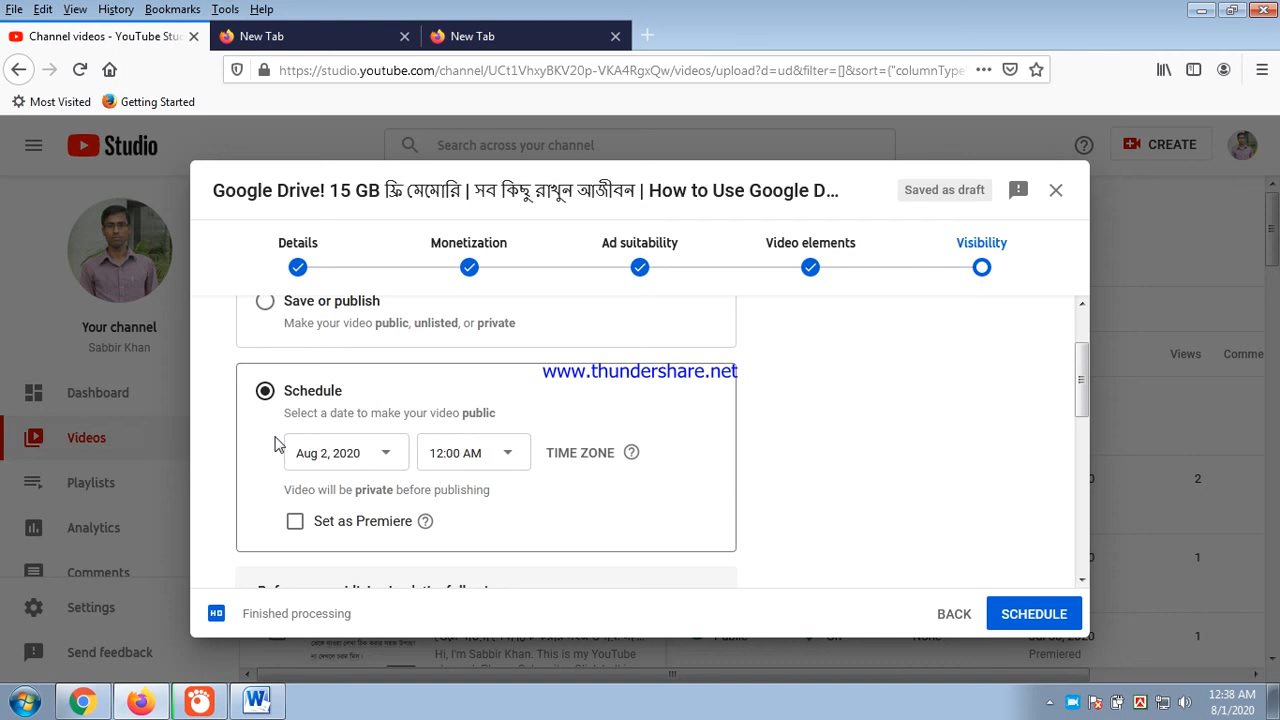 File Edit View History Bookmarks Tools Help
Channel videos - YouTube Stu
New Tab
New Tab
https://studio.youtube.com/channel/UCt1VhxyBKV20p-VKA4RgxQw/videos/upload?d=ud&filter=[]&sort={"columnType"
Most Visited Getting Started
Studio
Search across your channel
CREATE
Google Drive! 15 GB ফ্রি মেমোরি | সব কিছু রাখুন আজীবন | How to Use Google D...
Saved as draft
Details Monetization Ad suitability Video elements Visibility
Your channel
Sabbir Khan
Dashboard
Videos
Playlists
Analytics
Comments
Settings
Send feedback
Save or publish
Make your video public, unlisted, or private
www.thundershare.net
Schedule
Select a date to make your video public
Aug 2, 2020 12:00 AM TIME ZONE
Video will be private before publishing
Set as Premiere
HD Finished processing
BACK SCHEDULE
Views Comme
2
1
1
Public On None
Premiered
Hi, I'm Sabbir Khan. This is my YouTube
12:38 AM
8/1/2020